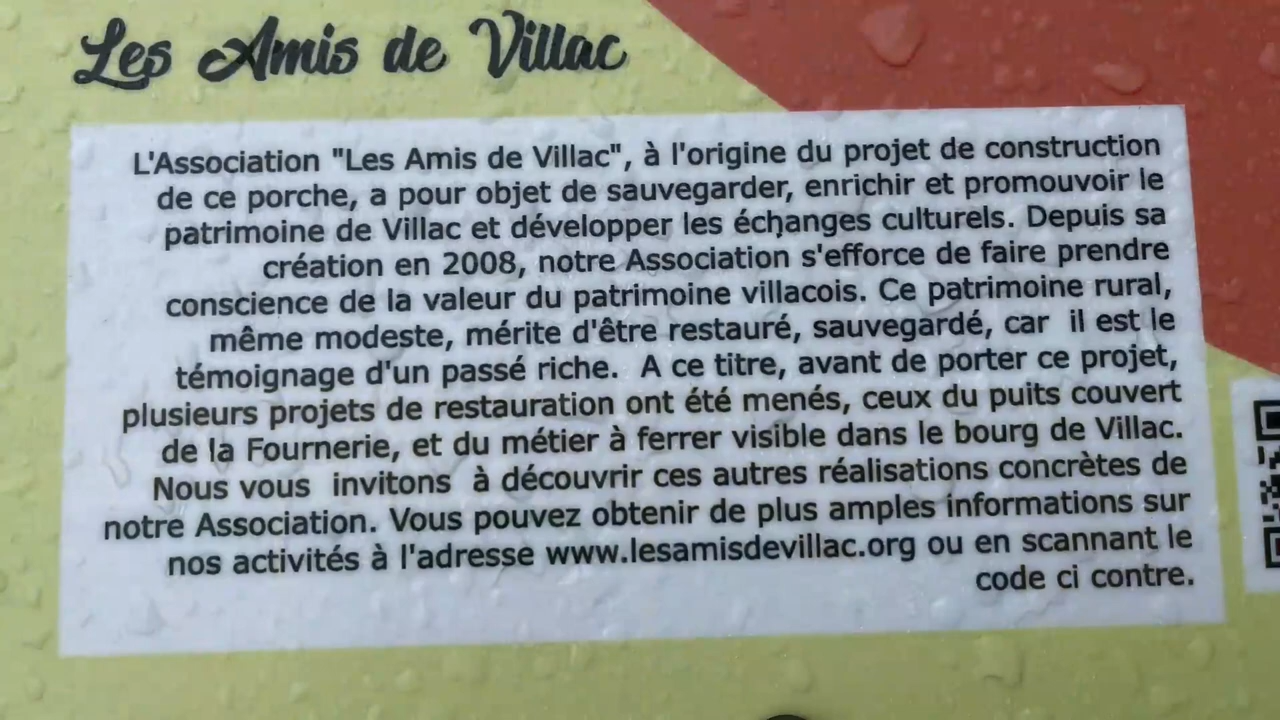 Les Amis de Villac
L'Association "Les Amis de Villac", à l'origine du projet de construction
de ce porche, a pour objet de sauvegarder, enrichir et promouvoir le
patrimoine de Villac et développer les échanges culturels. Depuis sa
création en 2008, notre Association s'efforce de faire prendre
conscience de la valeur du patrimoine villacois. Ce patrimoine rural,
même modeste, mérite d'être restauré, sauvegardé, car il est le
témoignage d'un passé riche. A ce titre, avant de porter ce projet,
plusieurs projets de restauration ont été menés, ceux du puits couvert
de la Fournerie, et du métier à ferrer visible dans le bourg de Villac.
Nous vous invitons à découvrir ces autres réalisations concrètes de
notre Association. Vous pouvez obtenir de plus amples informations sur
nos activités à l'adresse www.lesamisdevillac.org ou en scannant le
code ci contre.